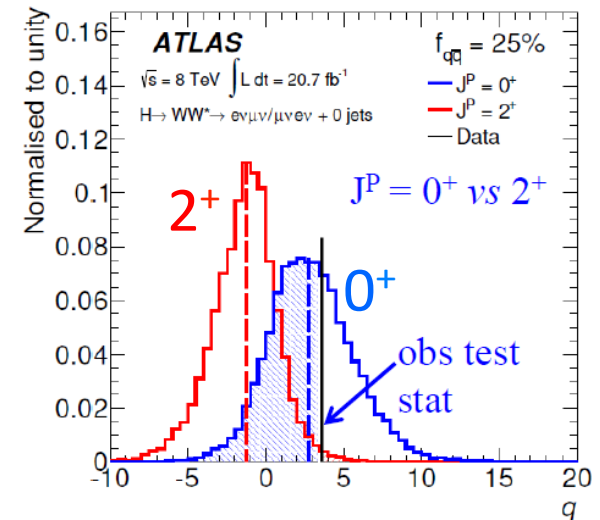 ATLAS
√s = 8 TeV ∫L dt = 20.7 fb⁻¹
H→ WW*→ eνμν/μνeν + 0 jets
f_qq̄ = 25%
J^P = 0⁺
J^P = 2⁺
Data
J^P = 0⁺ vs 2⁺
2⁺
0⁺
obs test
stat
Normalised to unity
0.16
0.14
0.12
0.1
0.08
0.06
0.04
0.02
0
-10 -5 0 5 10 15 20
q